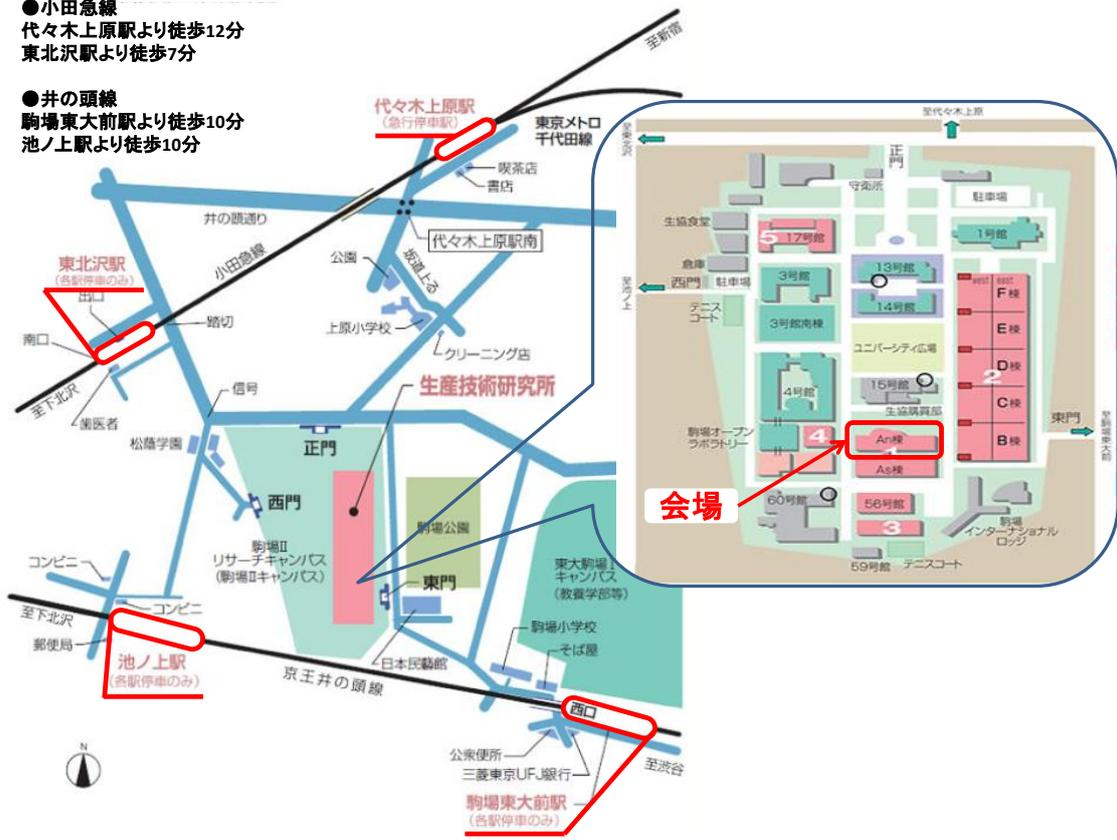 ●小田急線
代々木上原駅より徒歩12分
東北沢駅より徒歩7分
●井の頭線
駒場東大前駅より徒歩10分
池ノ上駅より徒歩10分
至新宿
代々木上原駅
(急行停車駅)
東京メトロ
千代田線
喫茶店
書店
井の頭通り
代々木上原駅南
小田急線
公園
坂道上る
東北沢駅
(各駅停車のみ)
出口
南口
踏切
上原小学校
クリーニング店
至下北沢
歯医者
信号
生産技術研究所
松蔭学園
正門
西門
駒場公園
駒場Ⅱ
リサーチキャンパス
(駒場Ⅱキャンパス)
東門
東大駒場Ⅰ
キャンパス
(教養学部等)
コンビニ
コンビニ
至下北沢
郵便局
池ノ上駅
(各駅停車のみ)
日本民藝館
駒場小学校
そば屋
京王井の頭線
西口
N
公衆便所
三菱東京UFJ銀行
至渋谷
駒場東大前駅
(各駅停車のみ)
至代々木上原
至東北沢
正門
守衛所
駐車場
生協食堂
5
17号館
1号館
倉庫
西門
駐車場
至池ノ上
3号館
13号館
14号館
west east
F棟
テニス
コート
3号館南棟
ユニバーシティ広場
E棟
D棟
2
4号館
15号館
生協購買部
C棟
東門
至駒場東大前
駒場オープン
ラボラトリー
4
An棟
B棟
As棟
会場
60号館
56号館
3
駒場
インターナショナル
ロッジ
59号館
テニスコート